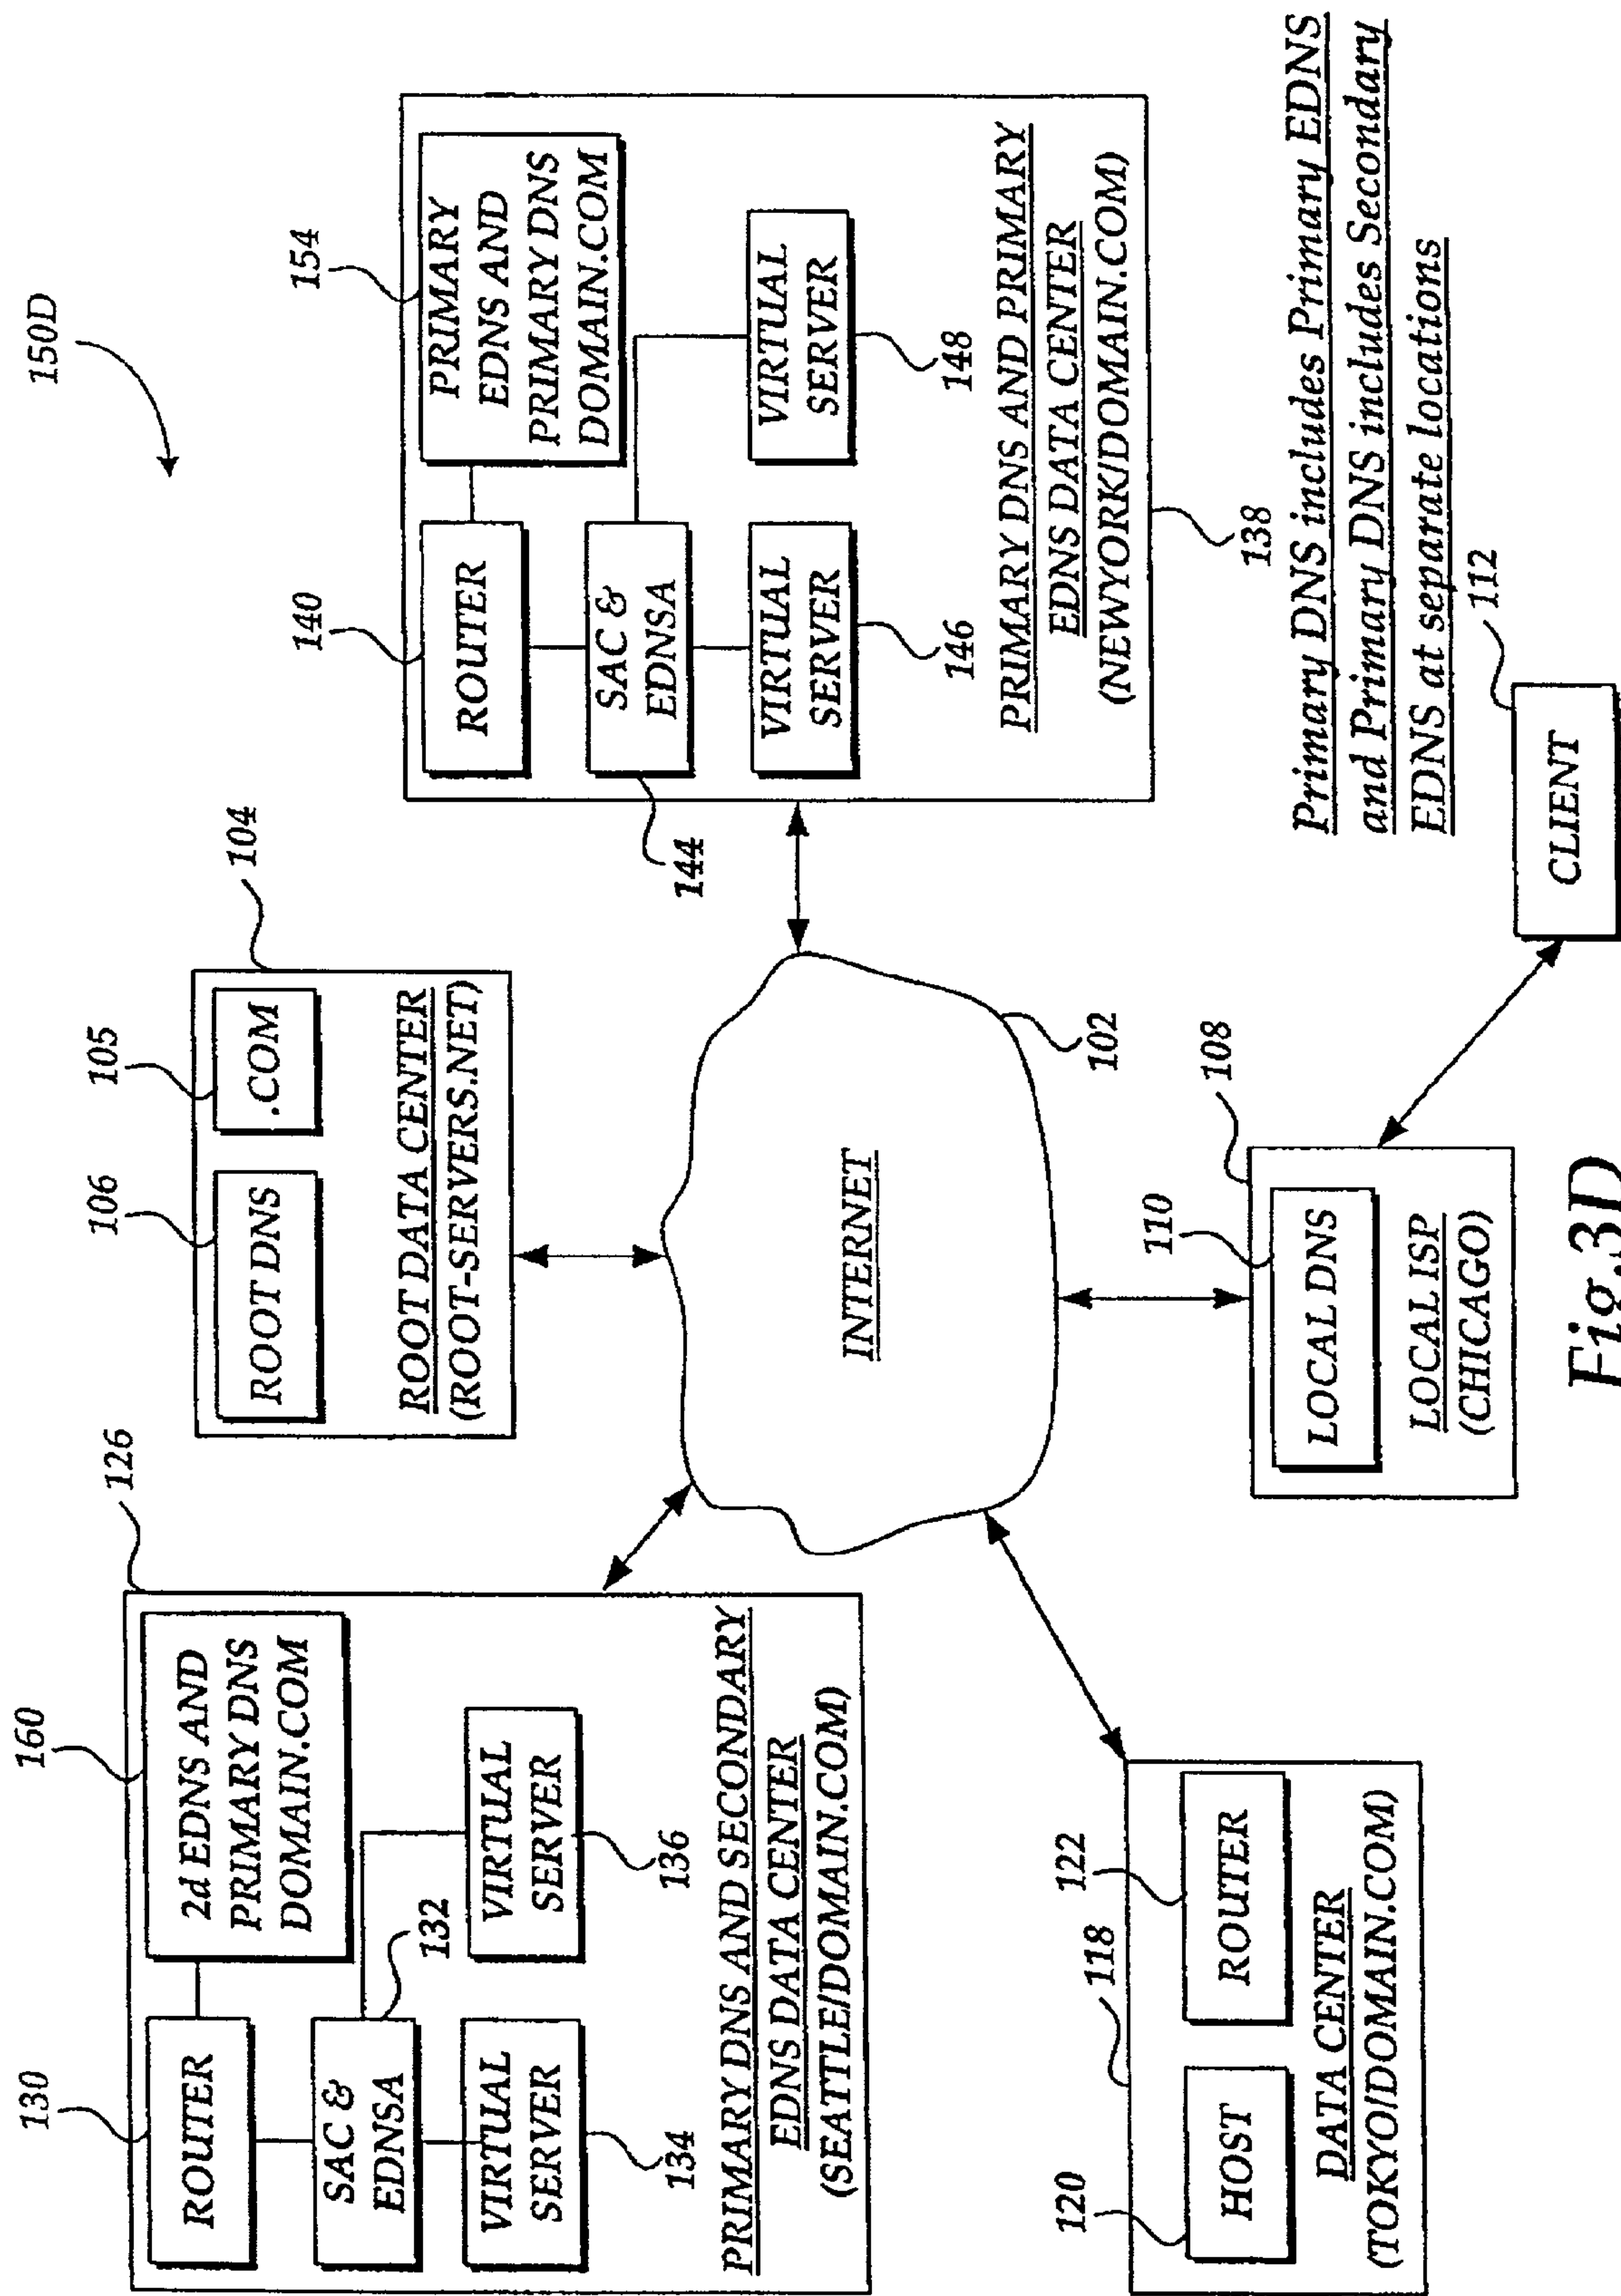 150D
126
160
2d EDNS AND
PRIMARY DNS
DOMAIN.COM
130
ROUTER
SAC &
EDNSA
132
VIRTUAL
SERVER
134
VIRTUAL
SERVER
136
PRIMARY DNS AND SECONDARY
EDNS DATA CENTER
(SEATTLE/DOMAIN.COM)
104
106
ROOT DNS
105
.COM
ROOT DATA CENTER
(ROOT-SERVERS.NET)
154
PRIMARY
EDNS AND
PRIMARY DNS
DOMAIN.COM
140
ROUTER
SAC &
EDNSA
144
VIRTUAL
SERVER
146
VIRTUAL
SERVER
148
PRIMARY DNS AND PRIMARY
EDNS DATA CENTER
(NEWYORK/DOMAIN.COM)
138
INTERNET
102
118
120
HOST
122
ROUTER
DATA CENTER
(TOKYO/DOMAIN.COM)
108
110
LOCAL DNS
LOCAL ISP
(CHICAGO)
Primary DNS includes Primary EDNS
and Primary DNS includes Secondary
EDNS at separate locations
112
CLIENT
Fig.3D